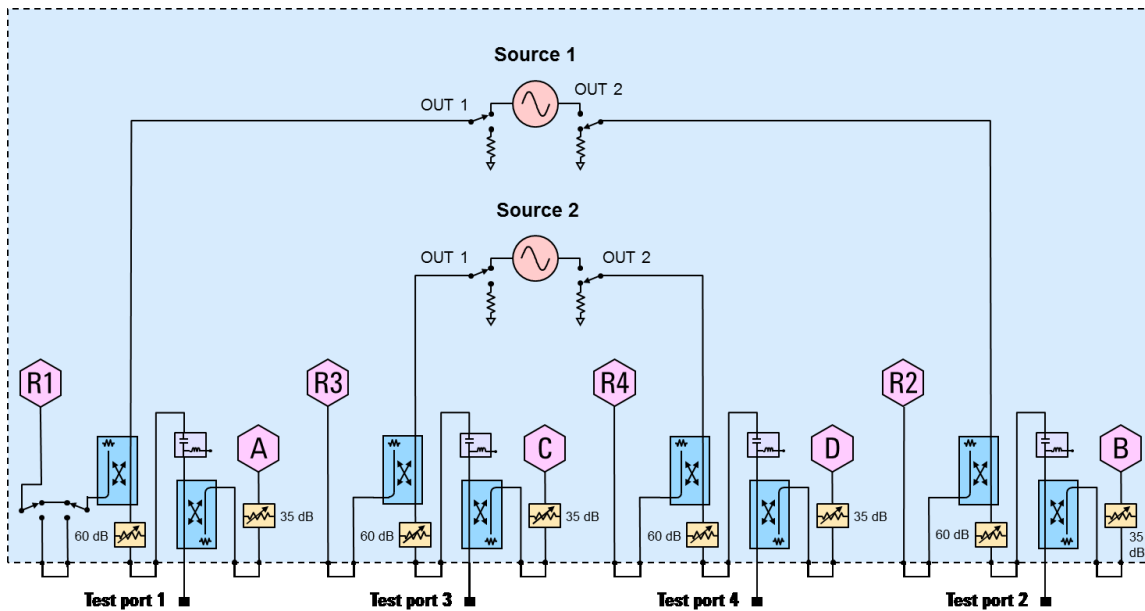 Source 1
OUT 1
OUT 2
Source 2
OUT 1
OUT 2
R1
R3
R4
R2
A
C
D
B
60 dB
35 dB
60 dB
35 dB
60 dB
35 dB
60 dB
35
dB
Test port 1
Test port 3
Test port 4
Test port 2